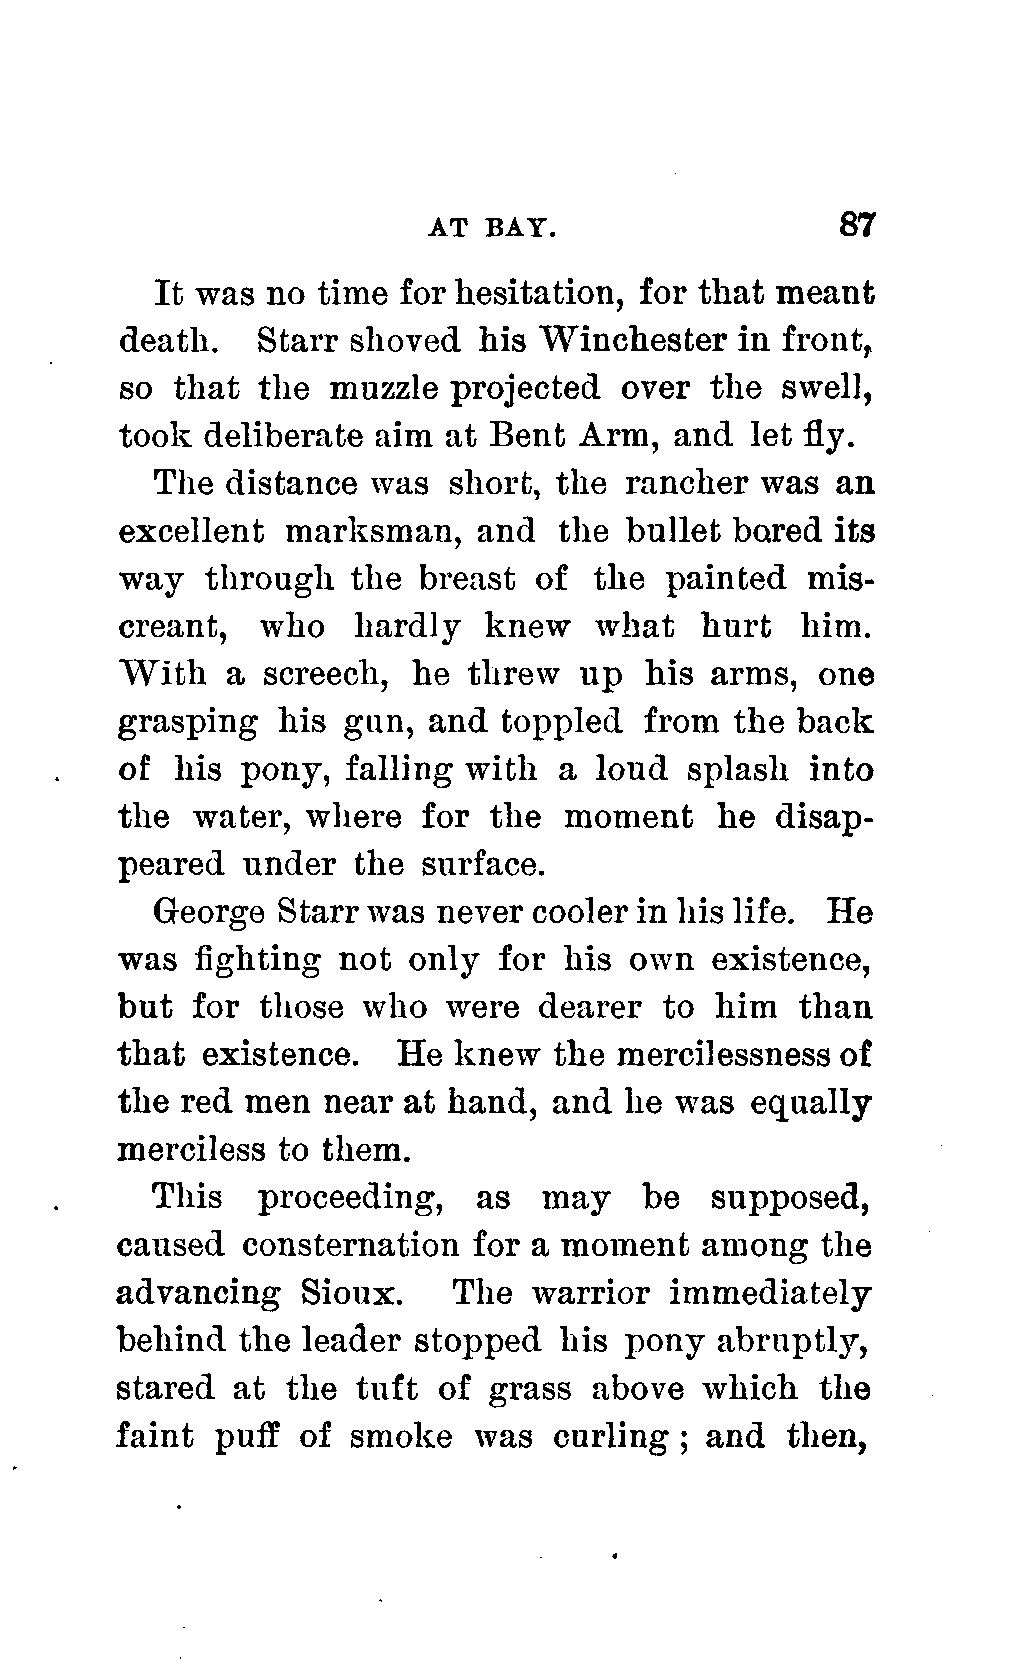 AT BAY. 87
It was no time for hesitation, for that meant
death. Starr shoved his Winchester in front,
so that the muzzle projected over the swell,
took deliberate aim at Bent Arm, and let fly.
The distance was short, the rancher was an
excellent marksman, and the bullet bored its
way through the breast of the painted mis-
creant, who hardly knew what hurt him.
With a screech, he threw up his arms, one
grasping his gun, and toppled from the back
of his pony, falling with a loud splash into
the water, where for the moment he disap-
peared under the surface.
George Starr was never cooler in his life. He
was fighting not only for his own existence,
but for those who were dearer to him than
that existence. He knew the mercilessness of
the red men near at hand, and he was equally
merciless to them.
This proceeding, as may be supposed,
caused consternation for a moment among the
advancing Sioux. The warrior immediately
behind the leader stopped his pony abruptly,
stared at the tuft of grass above which the
faint puff of smoke was curling ; and then,